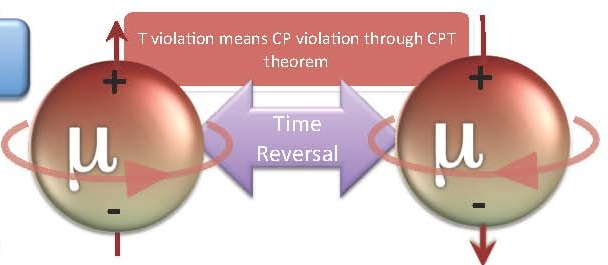 T violation means CP violation through CPT
theorem
+
μ
-
Time
Reversal
+
μ
-